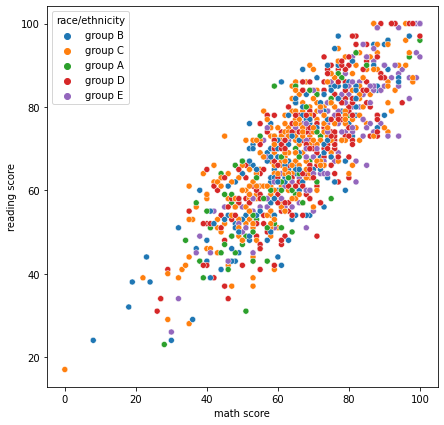 race/ethnicity
group B
group C
group A
group D
group E
100
80
60
40
20
reading score
0 20 40 60 80 100
math score